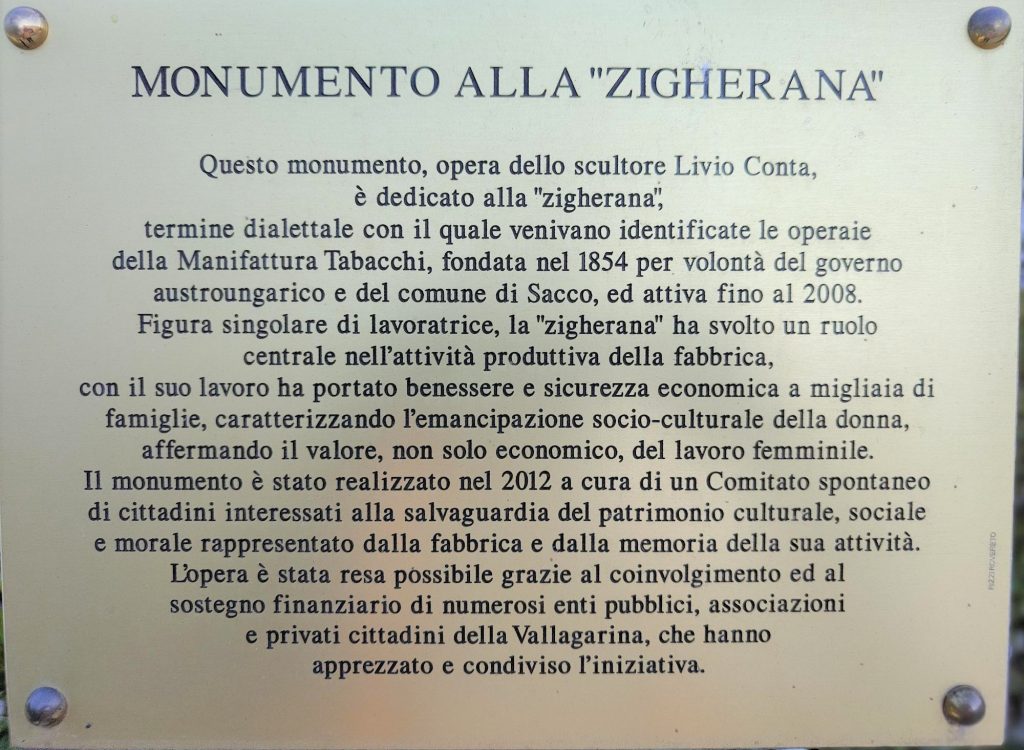 MONUMENTO ALLA "ZIGHERANA"
Questo monumento, opera dello scultore Livio Conta,
è dedicato alla "zigherana",
termine dialettale con il quale venivano identificate le operaie
della Manifattura Tabacchi, fondata nel 1854 per volontà del governo
austroungarico e del comune di Sacco, ed attiva fino al 2008.
Figura singolare di lavoratrice, la "zigherana" ha svolto un ruolo
centrale nell'attività produttiva della fabbrica,
con il suo lavoro ha portato benessere e sicurezza economica a migliaia di
famiglie, caratterizzando l'emancipazione socio-culturale della donna,
affermando il valore, non solo economico, del lavoro femminile.
Il monumento è stato realizzato nel 2012 a cura di un Comitato spontaneo
di cittadini interessati alla salvaguardia del patrimonio culturale, sociale
e morale rappresentato dalla fabbrica e dalla memoria della sua attività.
L'opera è stata resa possibile grazie al coinvolgimento ed al
sostegno finanziario di numerosi enti pubblici, associazioni
e privati cittadini della Vallagarina, che hanno
apprezzato e condiviso l'iniziativa.